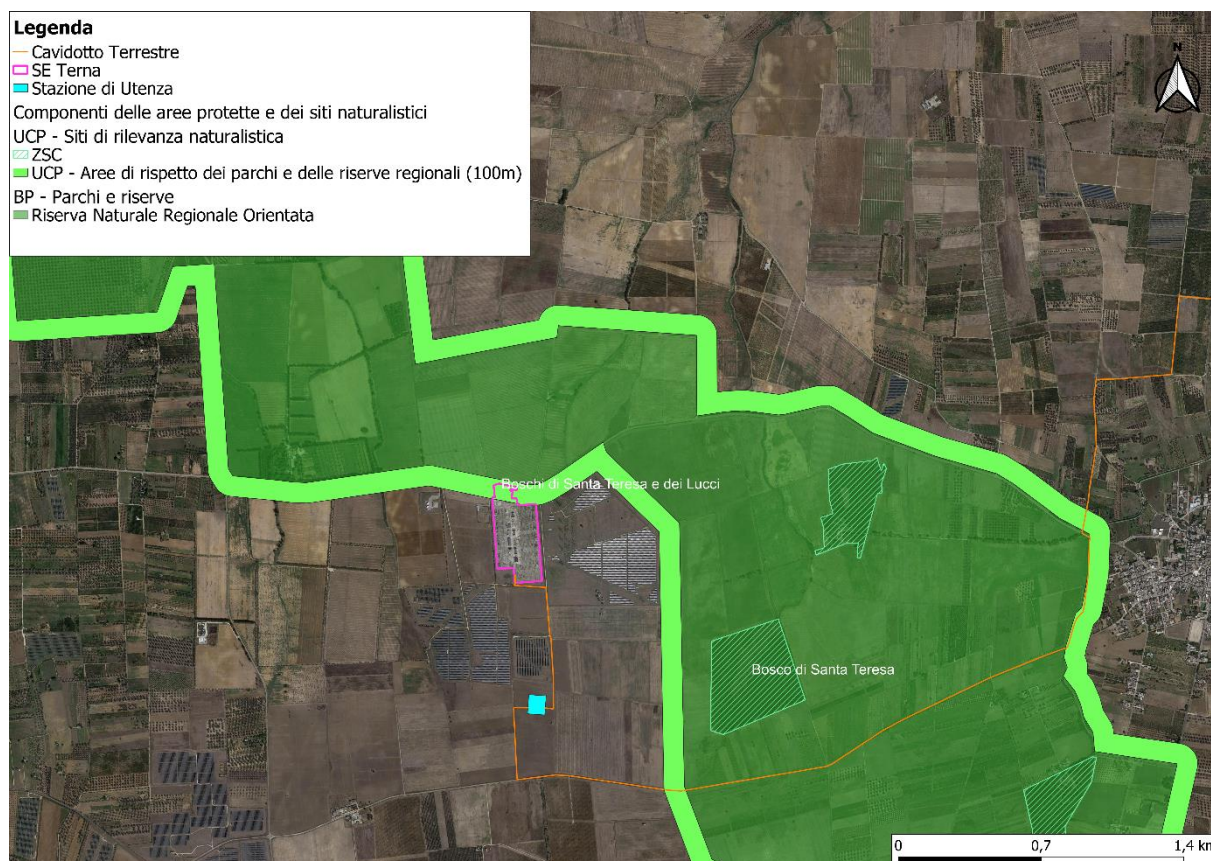 Legenda
Cavidotto Terrestre
SE Terna
Stazione di Utenza
Componenti delle aree protette e dei siti naturalistici
UCP - Siti di rilevanza naturalistica
ZSC
UCP - Aree di rispetto dei parchi e delle riserve regionali (100m)
BP - Parchi e riserve
Riserva Naturale Regionale Orientata
N
Boschi di Santa Teresa e dei Lucci
Bosco di Santa Teresa
0 0,7 1,4 km